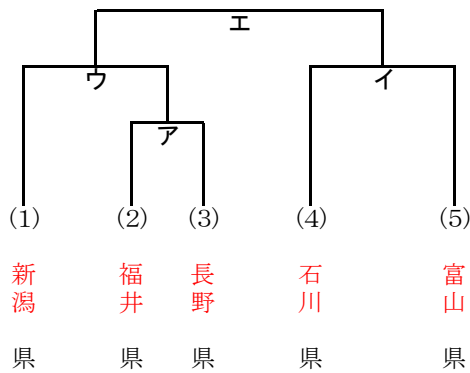 エ
ウ イ
ア
(1) (2) (3) (4) (5)
新潟県 福井県 長野県 石川県 富山県